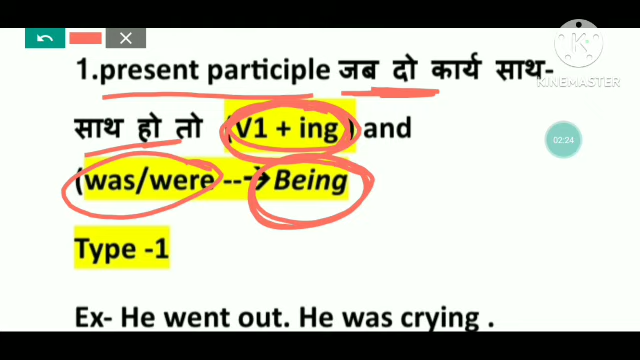 1.present participle जब दो कार्य साथ-
साथ हो तो (V1 + ing ) and
(was/were --→ Being
Type -1
Ex- He went out. He was crying .
KINEMASTER
02:24